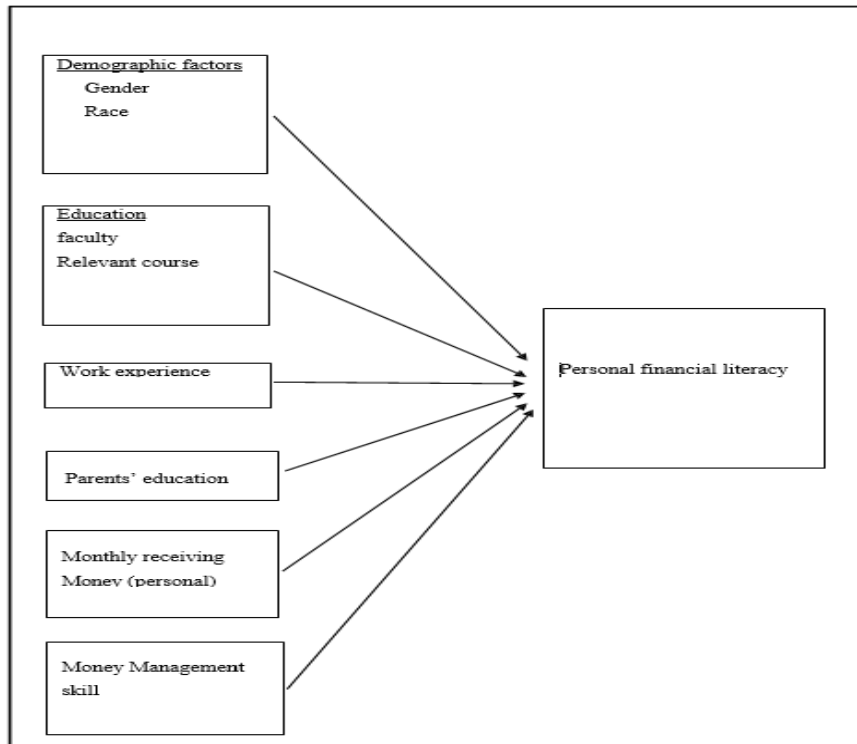 Demographic factors
Gender
Race
Education
faculty
Relevant course
Work experience
Parents’ education
Monthly receiving
Money (personal)
Money Management
skill
Personal financial literacy